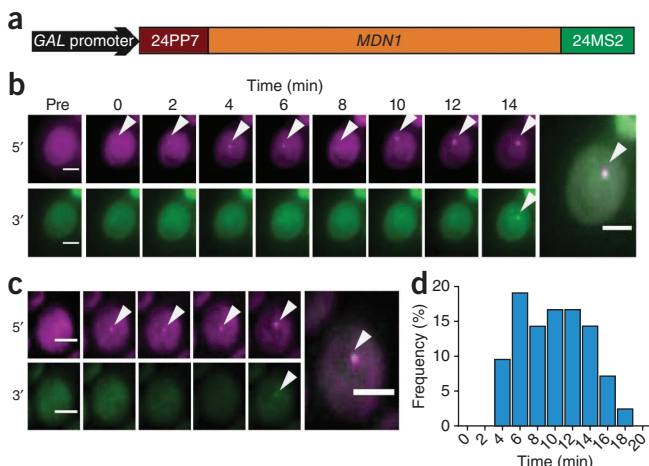 a
GAL promoter 24PP7 MDN1 24MS2
b
Time (min)
Pre 0 2 4 6 8 10 12 14
5′
3′
c
5′
3′
d
Frequency (%)
20
15
10
5
0
0 2 4 6 8 10 12 14 16 18 20
Time (min)